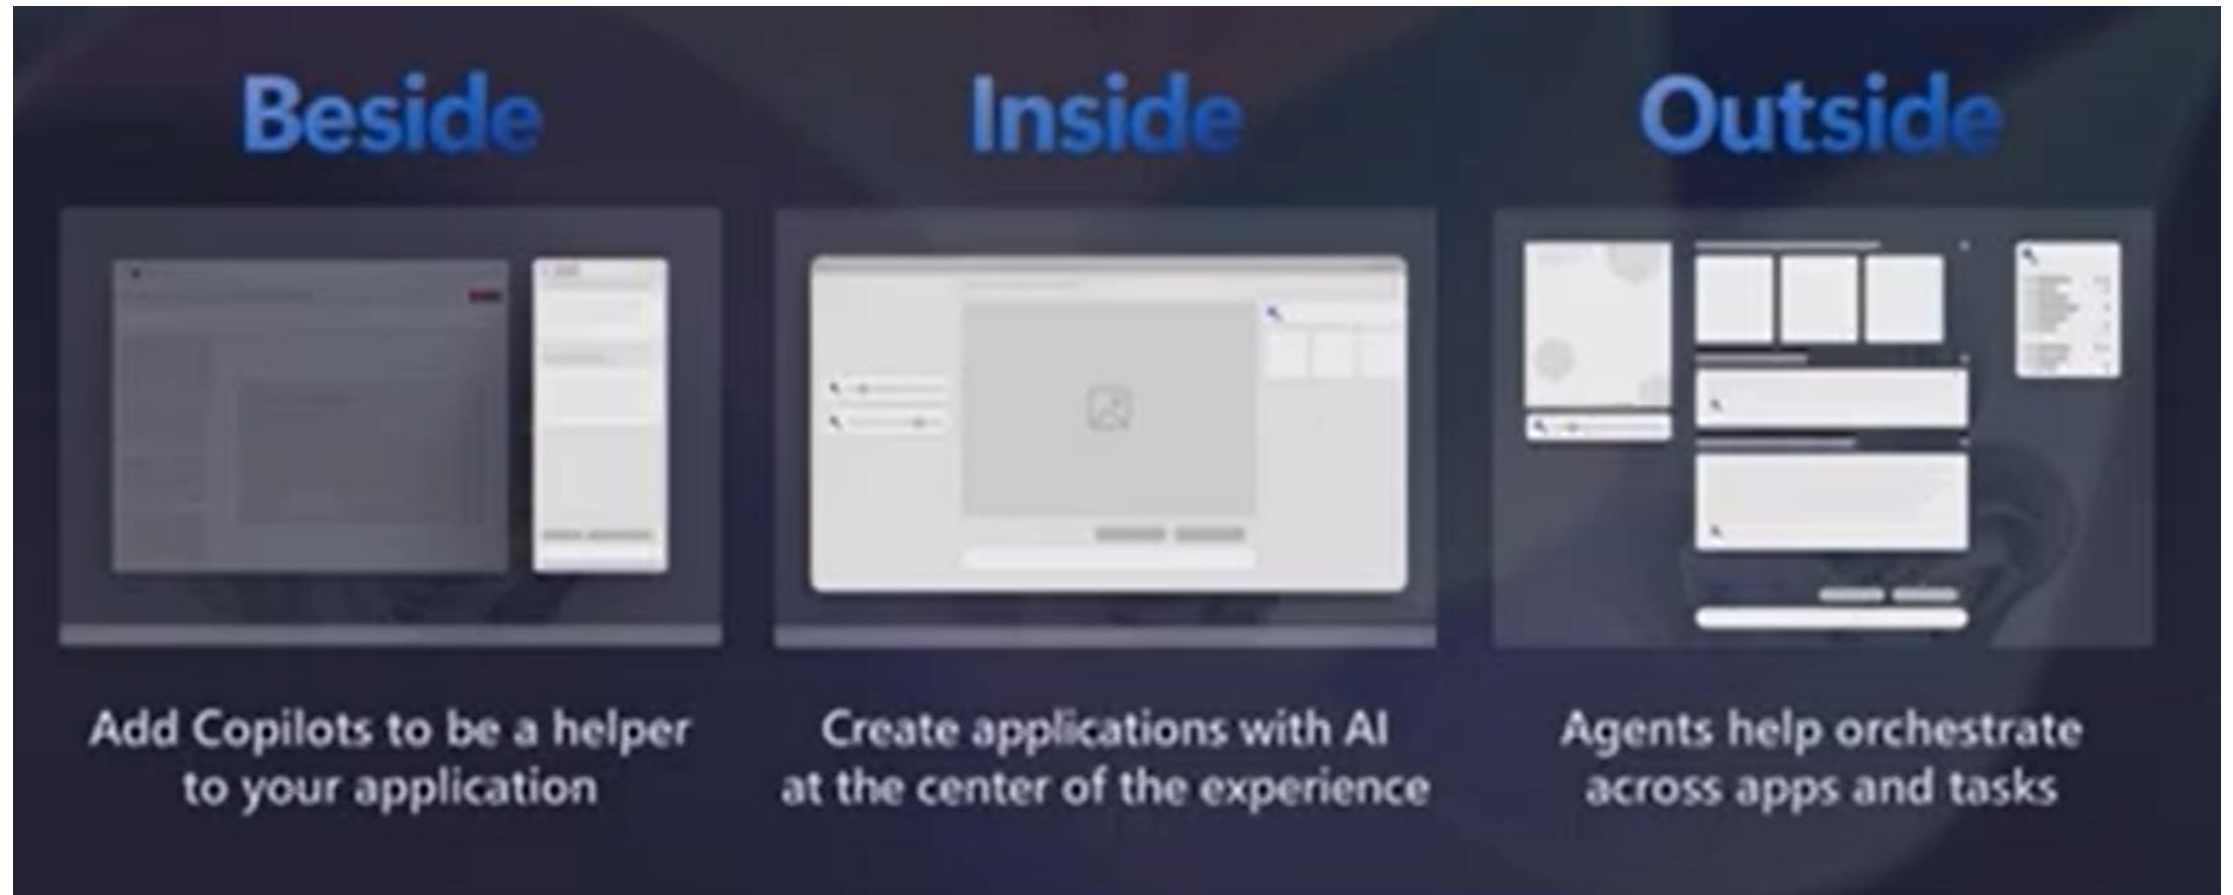 Beside
Inside
Outside
Add Copilots to be a helper
to your application
Create applications with AI
at the center of the experience
Agents help orchestrate
across apps and tasks